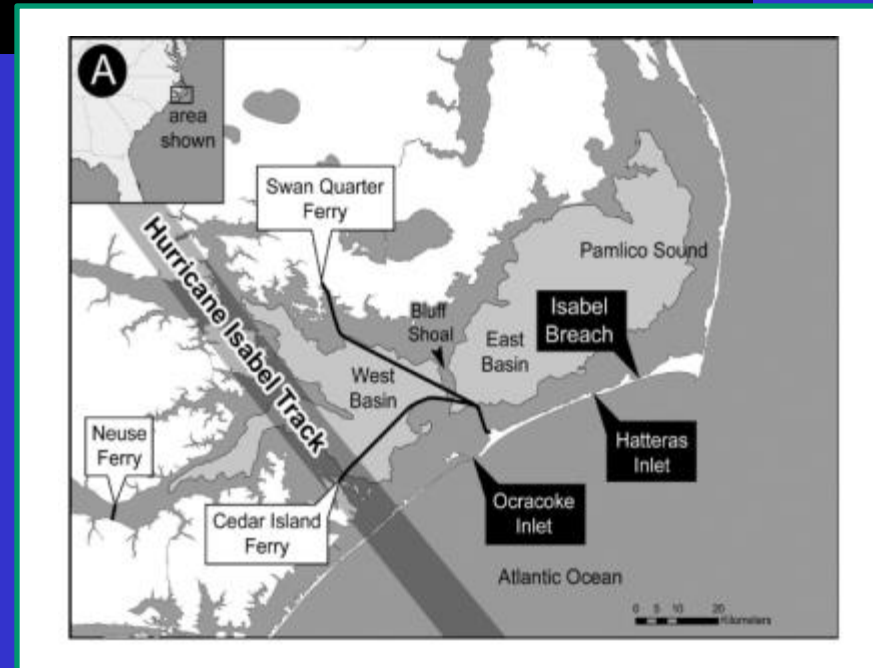 A
area
shown
Swan Quarter
Ferry
Hurricane Isabel Track
Pamlico Sound
Isabel
Breach
Bluff
Shoal
East
Basin
West
Basin
Neuse
Ferry
Hatteras
Inlet
Cedar Island
Ferry
Ocracoke
Inlet
Atlantic Ocean
0 5 10 20
Kilometers